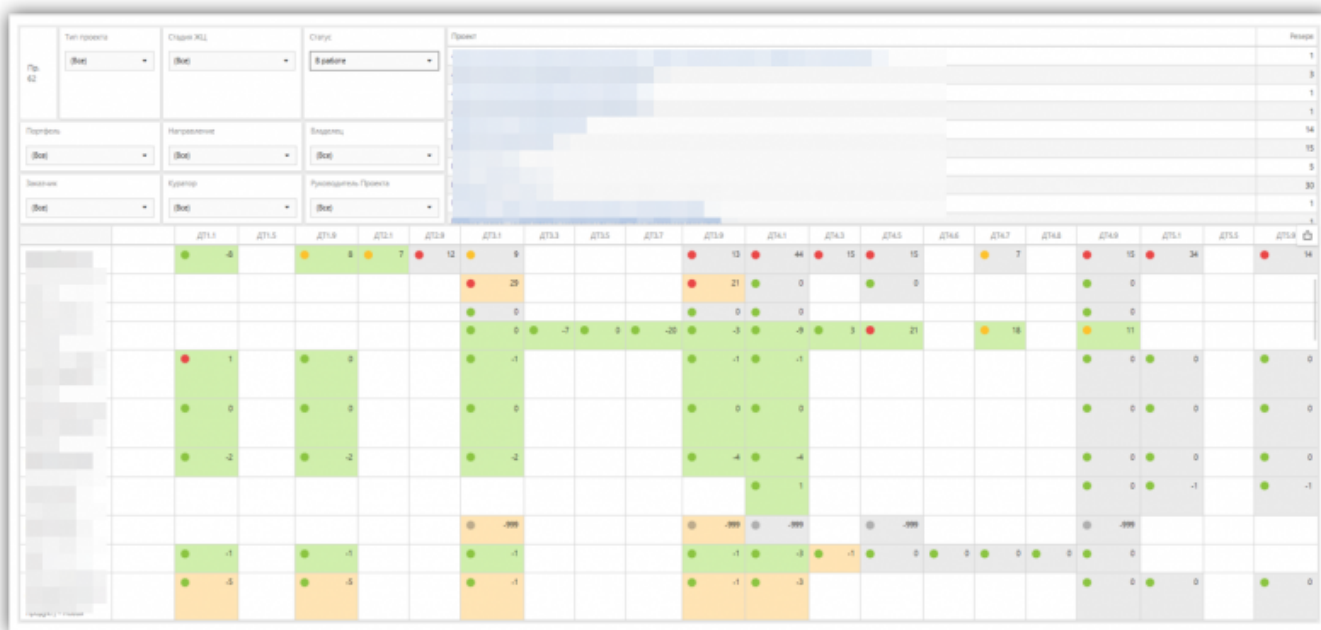 Пр. 62
Тип проекта
(Все)
Стадия ЖЦ
(Все)
Статус
В работе
Портфель
(Все)
Направление
(Все)
Владелец
(Все)
Заказчик
(Все)
Куратор
(Все)
Руководитель Проекта
(Все)
Проект Резерв
1
3
1
1
14
15
5
30
1
1
ДТ1.1 ДТ1.5 ДТ1.9 ДТ2.1 ДТ2.9 ДТ3.1 ДТ3.3 ДТ3.5 ДТ3.7 ДТ3.9 ДТ4.1 ДТ4.3 ДТ4.5 ДТ4.6 ДТ4.7 ДТ4.8 ДТ4.9 ДТ5.1 ДТ5.5 ДТ5.9
-8 8 7 12 9 13 44 15 15 7 15 34 14
29 21 0 0 0
0 0 0 0
0 -7 0 -20 -3 -9 3 21 18 11
1 0 -1 -1 -1 0 0 0
0 0 0 0 0 0 0 0
-2 -2 -2 -4 -4 0 0 0
1 0 -1 -1
-999 -999 -999 -999 -999
-1 -1 -1 -1 -3 -1 0 0 0 0 0
-5 -5 -1 -1 -3 0 0 0